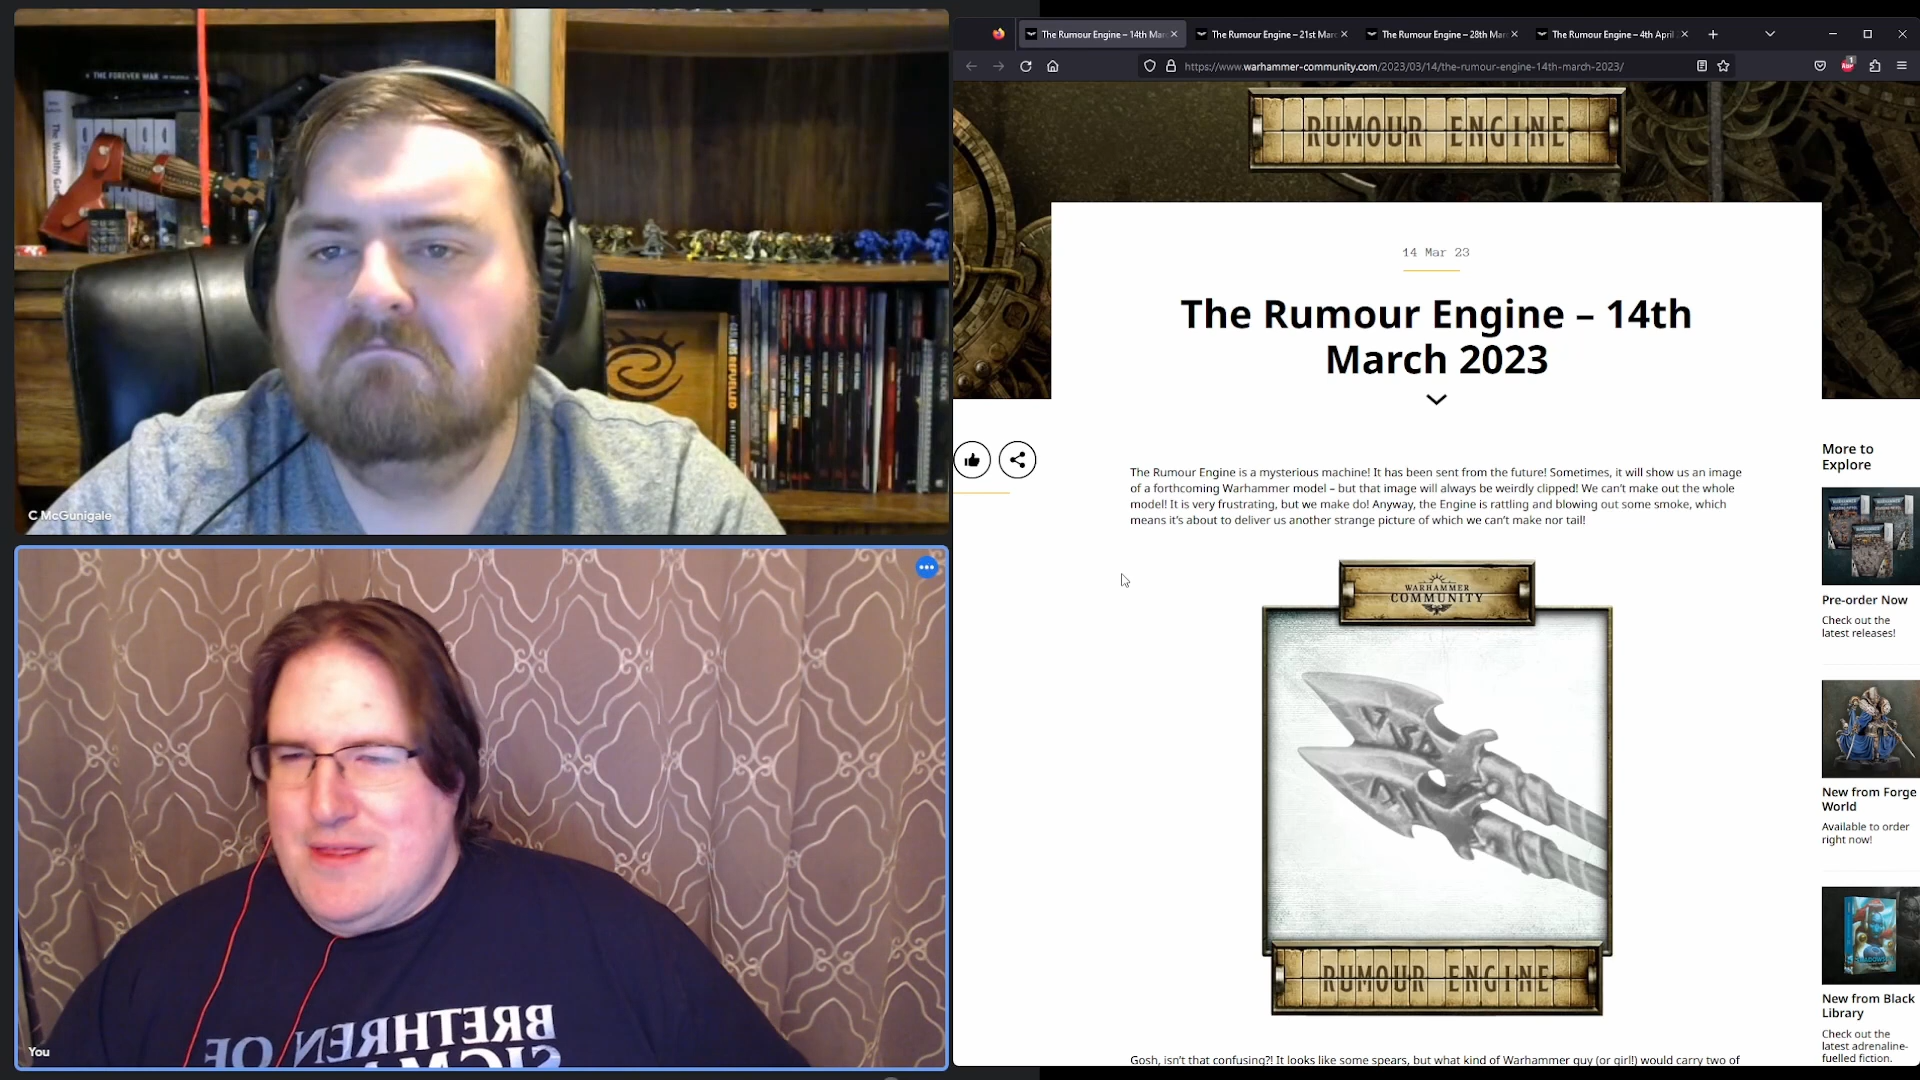 THE FOREVER WAR
The Wealthy
C McGunigale
You
BRETHREN OF
The Rumour Engine – 14th Mar
The Rumour Engine – 21st Mar
The Rumour Engine – 28th Mar
The Rumour Engine – 4th April
https://www.warhammer-community.com/2023/03/14/the-rumour-engine-14th-march-2023/
RUMOUR ENGINE
14 Mar 23
The Rumour Engine – 14th
March 2023
The Rumour Engine is a mysterious machine! It has been sent from the future! Sometimes, it will show us an image
of a forthcoming Warhammer model – but that image will always be weirdly clipped! We can't make out the whole
model! It is very frustrating, but we make do! Anyway, the Engine is rattling and blowing out some smoke, which
means it's about to deliver us another strange picture of which we can't make nor tail!
WARHAMMER
COMMUNITY
RUMOUR ENGINE
Gosh, isn't that confusing?! It looks like some spears, but what kind of Warhammer guy (or girl!) would carry two of
More to
Explore
Pre-order Now
Check out the
latest releases!
New from Forge
World
Available to order
right now!
New from Black
Library
Check out the
latest adrenaline-
fuelled fiction.